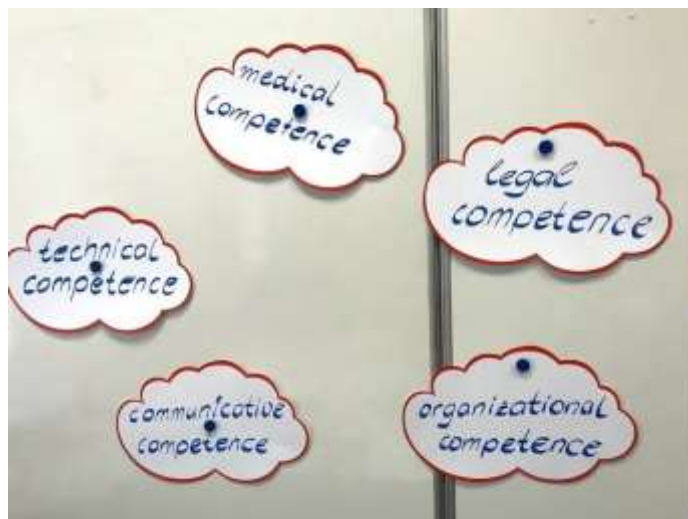 medical
competence
legal
competence
technical
competence
communicative
competence
organizational
competence